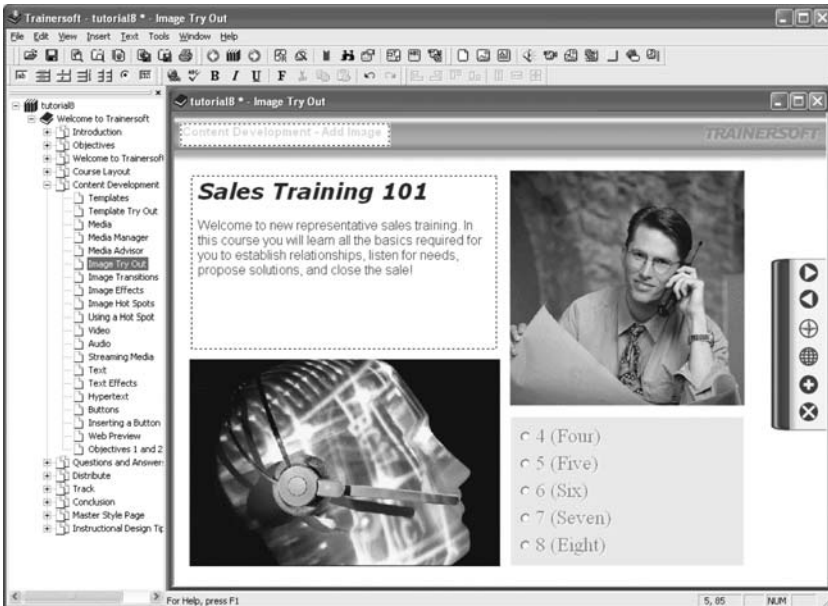 Trainersoft - tutorial8 * - Image Try Out
File Edit View Insert Text Tools Window Help
B I U F
tutorial8
Welcome to Trainersoft
Introduction
Objectives
Welcome to Trainersoft
Course Layout
Content Development
Templates
Template Try Out
Media
Media Manager
Media Advisor
Image Try Out
Image Transitions
Image Effects
Image Hot Spots
Using a Hot Spot
Video
Audio
Streaming Media
Text
Text Effects
Hypertext
Buttons
Inserting a Button
Web Preview
Objectives 1 and 2
Questions and Answer
Distribute
Track
Conclusion
Master Style Page
Instructional Design Tip
tutorial8 * - Image Try Out
Content Development - Add Image
TRAINERSOFT
Sales Training 101
Welcome to new representative sales training. In
this course you will learn all the basics required for
you to establish relationships, listen for needs,
propose solutions, and close the sale!
4 (Four)
5 (Five)
6 (Six)
7 (Seven)
8 (Eight)
For Help, press F1
5, 85
NUM